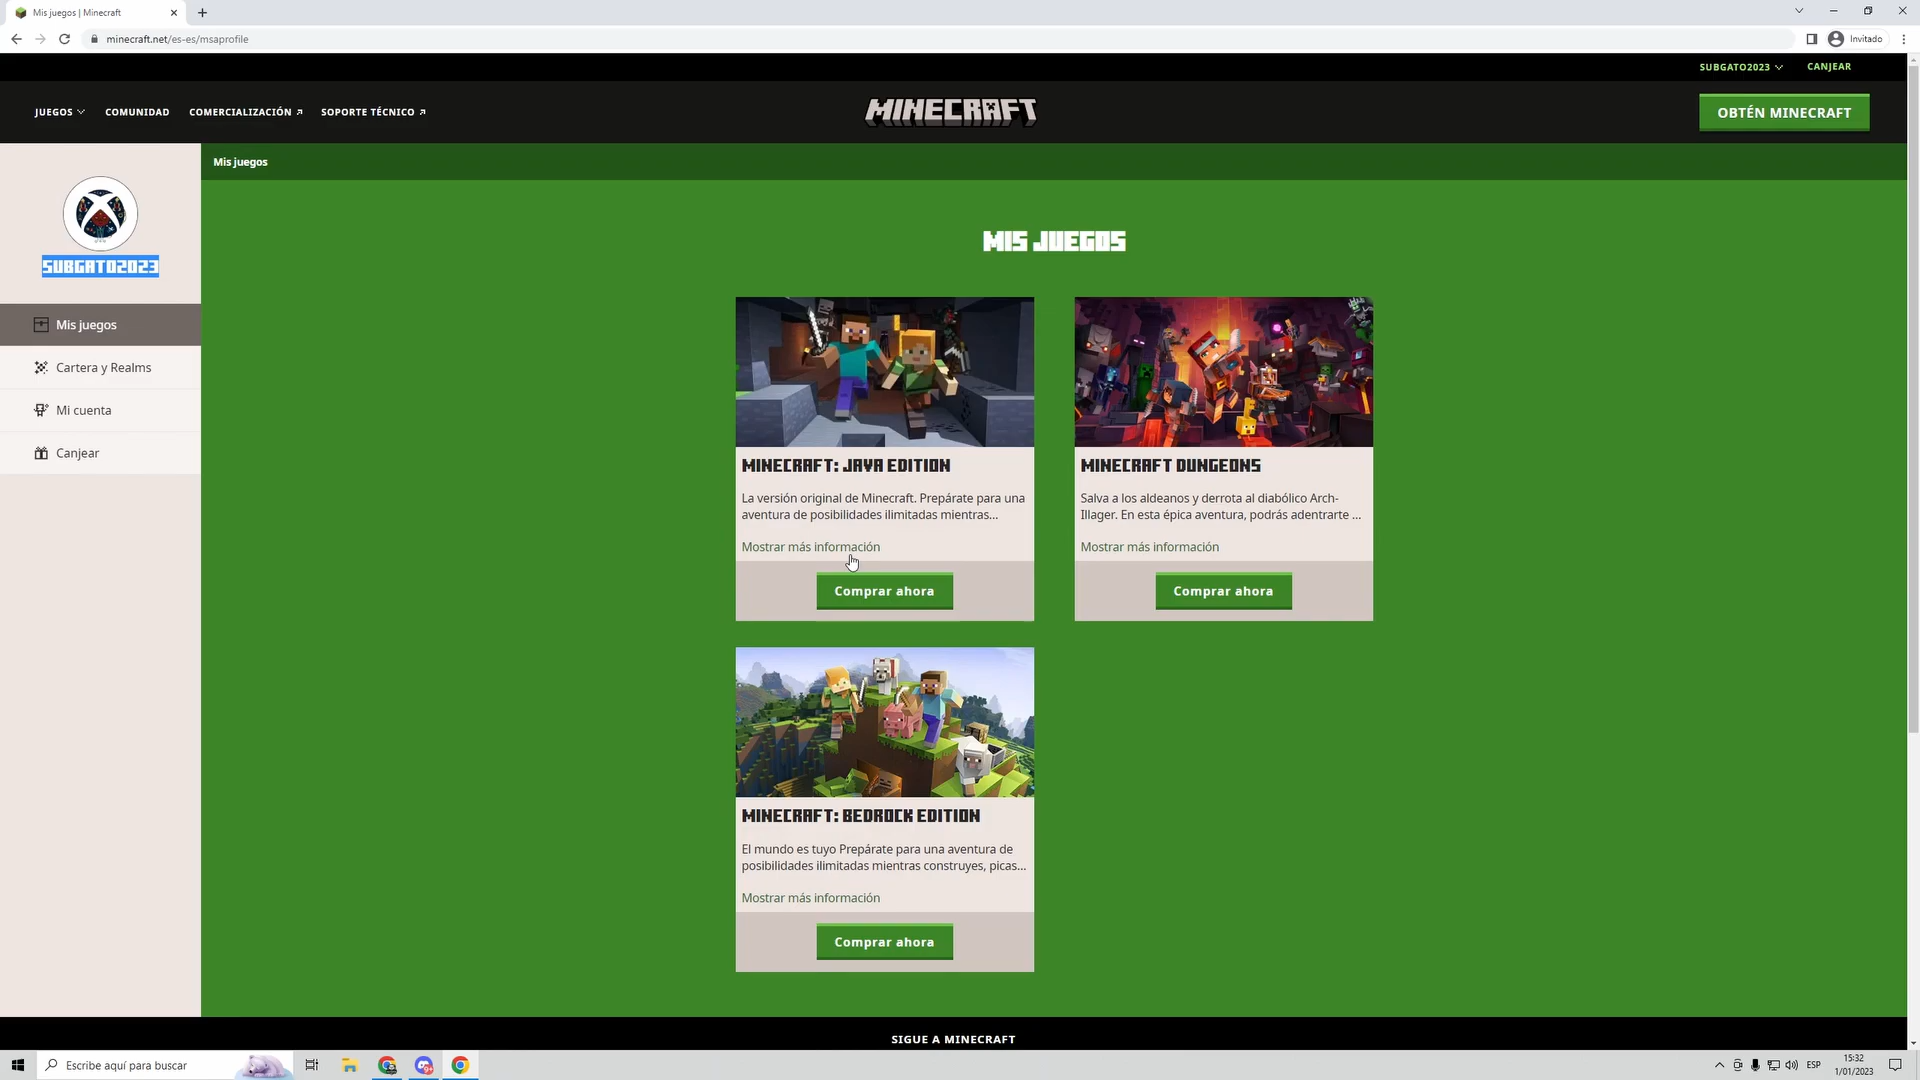 Mis juegos | Minecraft
minecraft.net/es-es/msaprofile
Invitado
SUBGATO2023
CANJEAR
JUEGOS
COMUNIDAD
COMERCIALIZACIÓN
SOPORTE TÉCNICO
MINECRAFT
OBTÉN MINECRAFT
SUBGATO2023
Mis juegos
Cartera y Realms
Mi cuenta
Canjear
Mis juegos
MIS JUEGOS
MINECRAFT: JAVA EDITION
La versión original de Minecraft. Prepárate para una
aventura de posibilidades ilimitadas mientras...
Mostrar más información
Comprar ahora
MINECRAFT DUNGEONS
Salva a los aldeanos y derrota al diabólico Arch-
Illager. En esta épica aventura, podrás adentrarte ...
Mostrar más información
Comprar ahora
MINECRAFT: BEDROCK EDITION
El mundo es tuyo Prepárate para una aventura de
posibilidades ilimitadas mientras construyes, picas...
Mostrar más información
Comprar ahora
SIGUE A MINECRAFT
Escribe aquí para buscar
ESP
15:32
1/01/2023